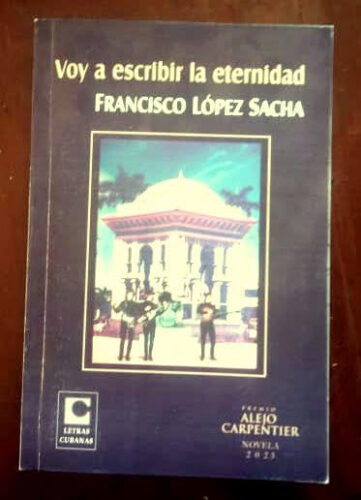 Voy a escribir la eternidad
FRANCISCO LÓPEZ SACHA
C
LETRAS
CUBANAS
PREMIO
ALEJO
CARPENTIER
NOVELA
2023